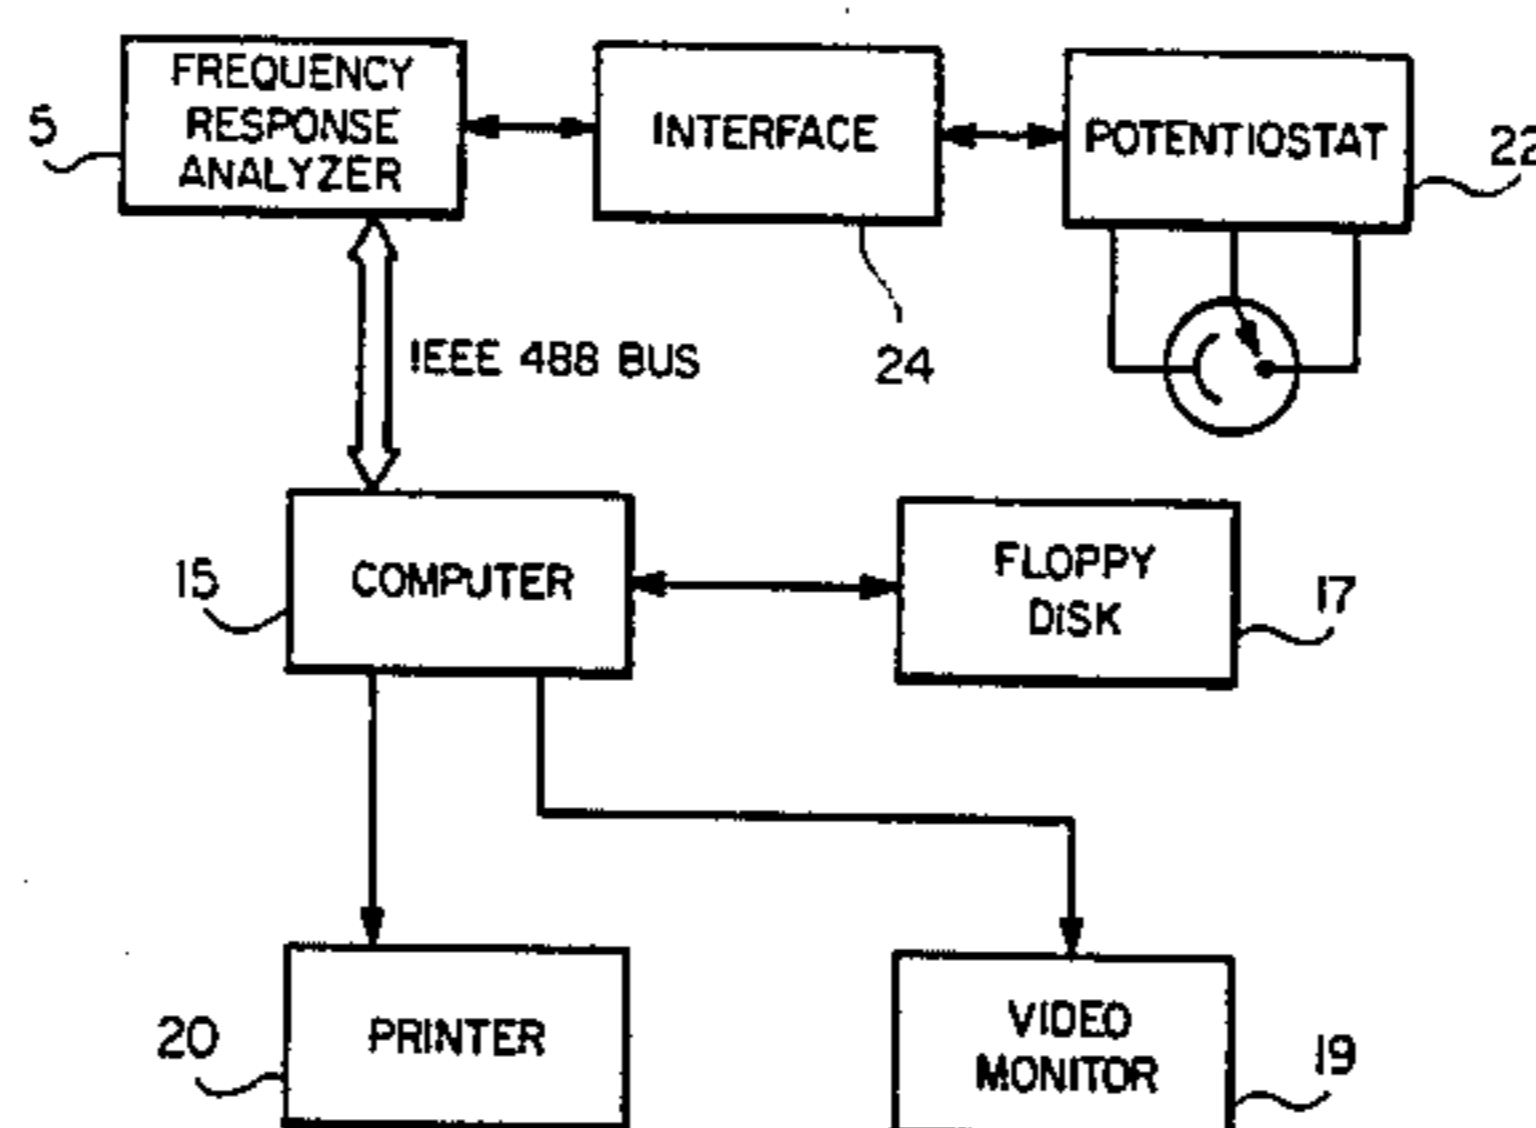 FREQUENCY
RESPONSE
ANALYZER
5
INTERFACE
24
POTENTIOSTAT
22
IEEE 488 BUS
COMPUTER
15
FLOPPY
DISK
17
PRINTER
20
VIDEO
MONITOR
19